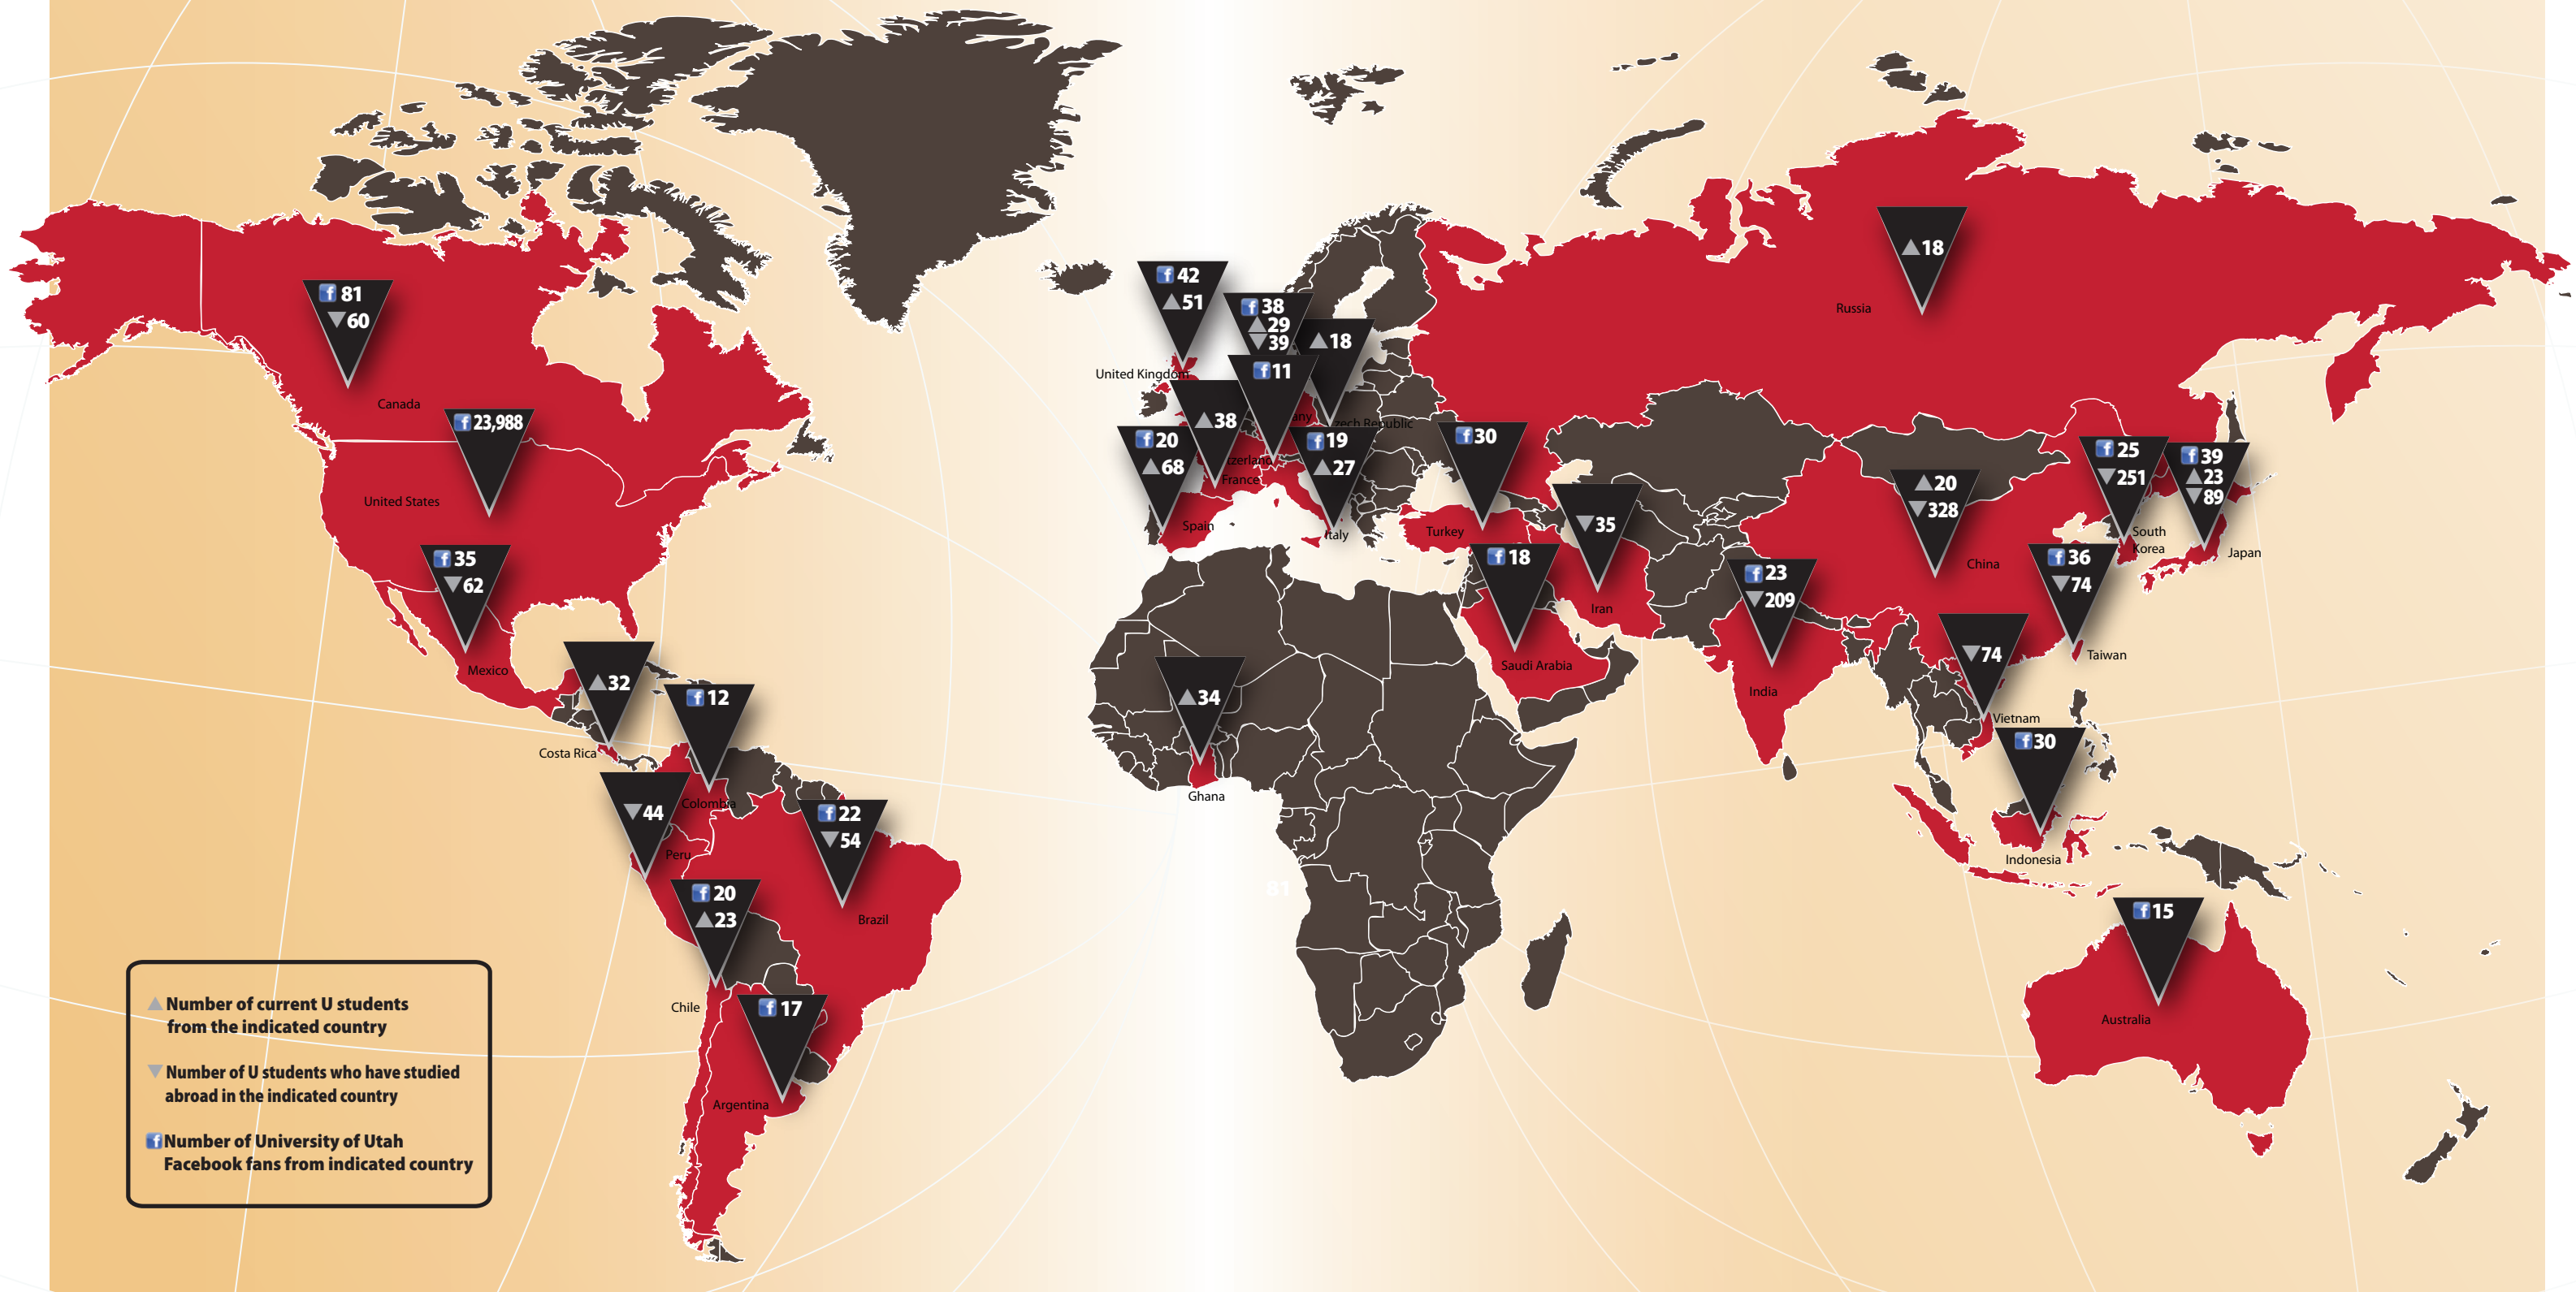 42
51
United Kingdom
38
29
39
18
11
38
20
68
France
Spain
19
27
Italy
18
Russia
81
60
Canada
23,988
United States
35
62
Mexico
32
Costa Rica
12
Colombia
44
Peru
22
54
Brazil
20
23
Chile
17
Argentina
30
Turkey
35
Iran
18
Saudi Arabia
34
Ghana
81
23
209
India
20
328
China
25
251
South
Korea
39
23
89
Japan
36
74
Taiwan
74
Vietnam
30
Indonesia
15
Australia
Number of current U students
from the indicated country
Number of U students who have studied
abroad in the indicated country
Number of University of Utah
Facebook fans from indicated country